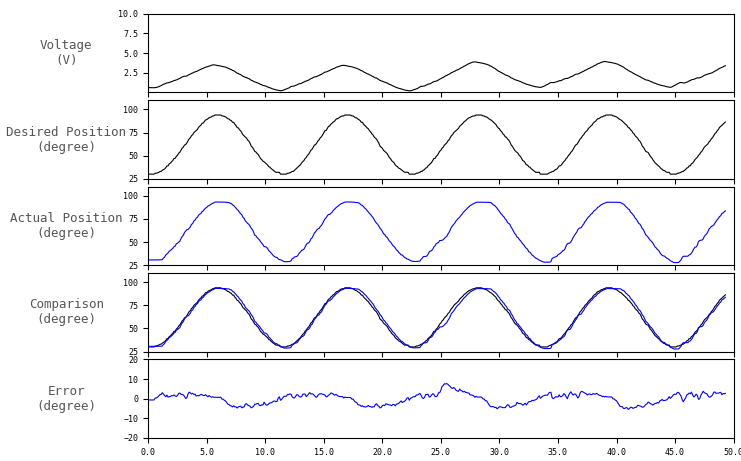 10.0
7.5
Voltage
(V)
5.0
2.5
100
Desired Position
(degree)
75
50
25
100
Actual Position
(degree)
75
50
25
100
Comparison
(degree)
75
50
25
20
10
Error
(degree)
0
−10
−20
0.0 5.0 10.0 15.0 20.0 25.0 30.0 35.0 40.0 45.0 50.0